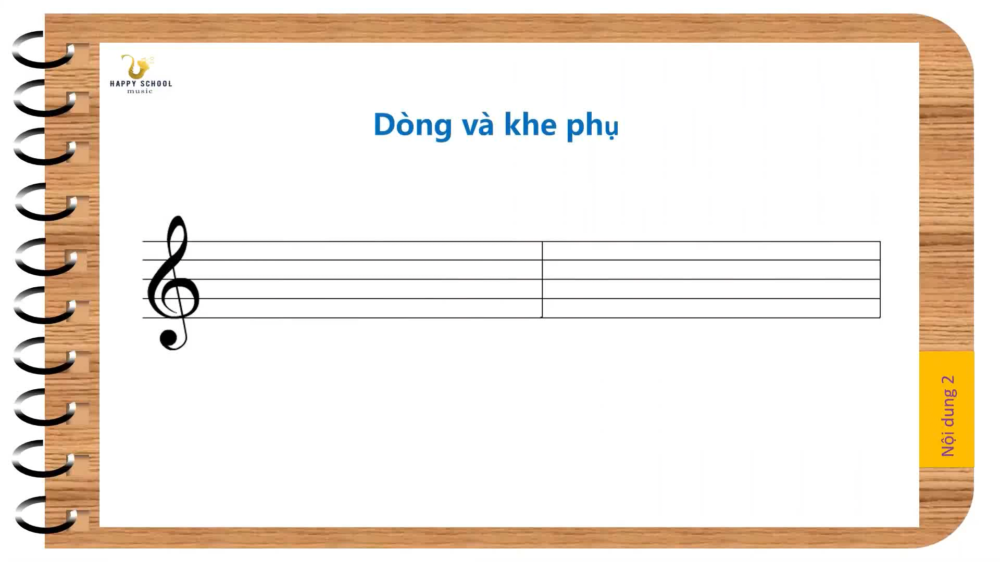 HAPPY SCHOOL
music
Dòng và khe phụ
Nội dung 2